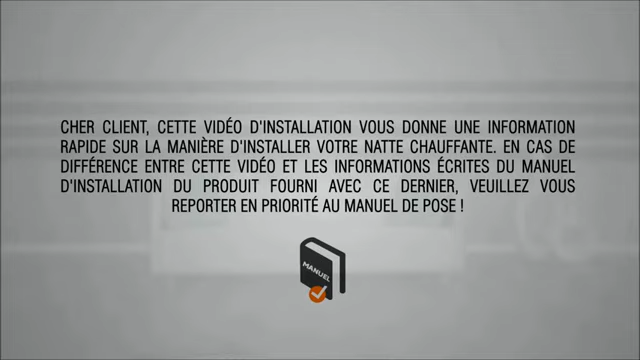 CHER CLIENT, CETTE VIDÉO D'INSTALLATION VOUS DONNE UNE INFORMATION
RAPIDE SUR LA MANIÈRE D'INSTALLER VOTRE NATTE CHAUFFANTE. EN CAS DE
DIFFÉRENCE ENTRE CETTE VIDÉO ET LES INFORMATIONS ÉCRITES DU MANUEL
D'INSTALLATION DU PRODUIT FOURNI AVEC CE DERNIER, VEUILLEZ VOUS
REPORTER EN PRIORITÉ AU MANUEL DE POSE !
MANUEL